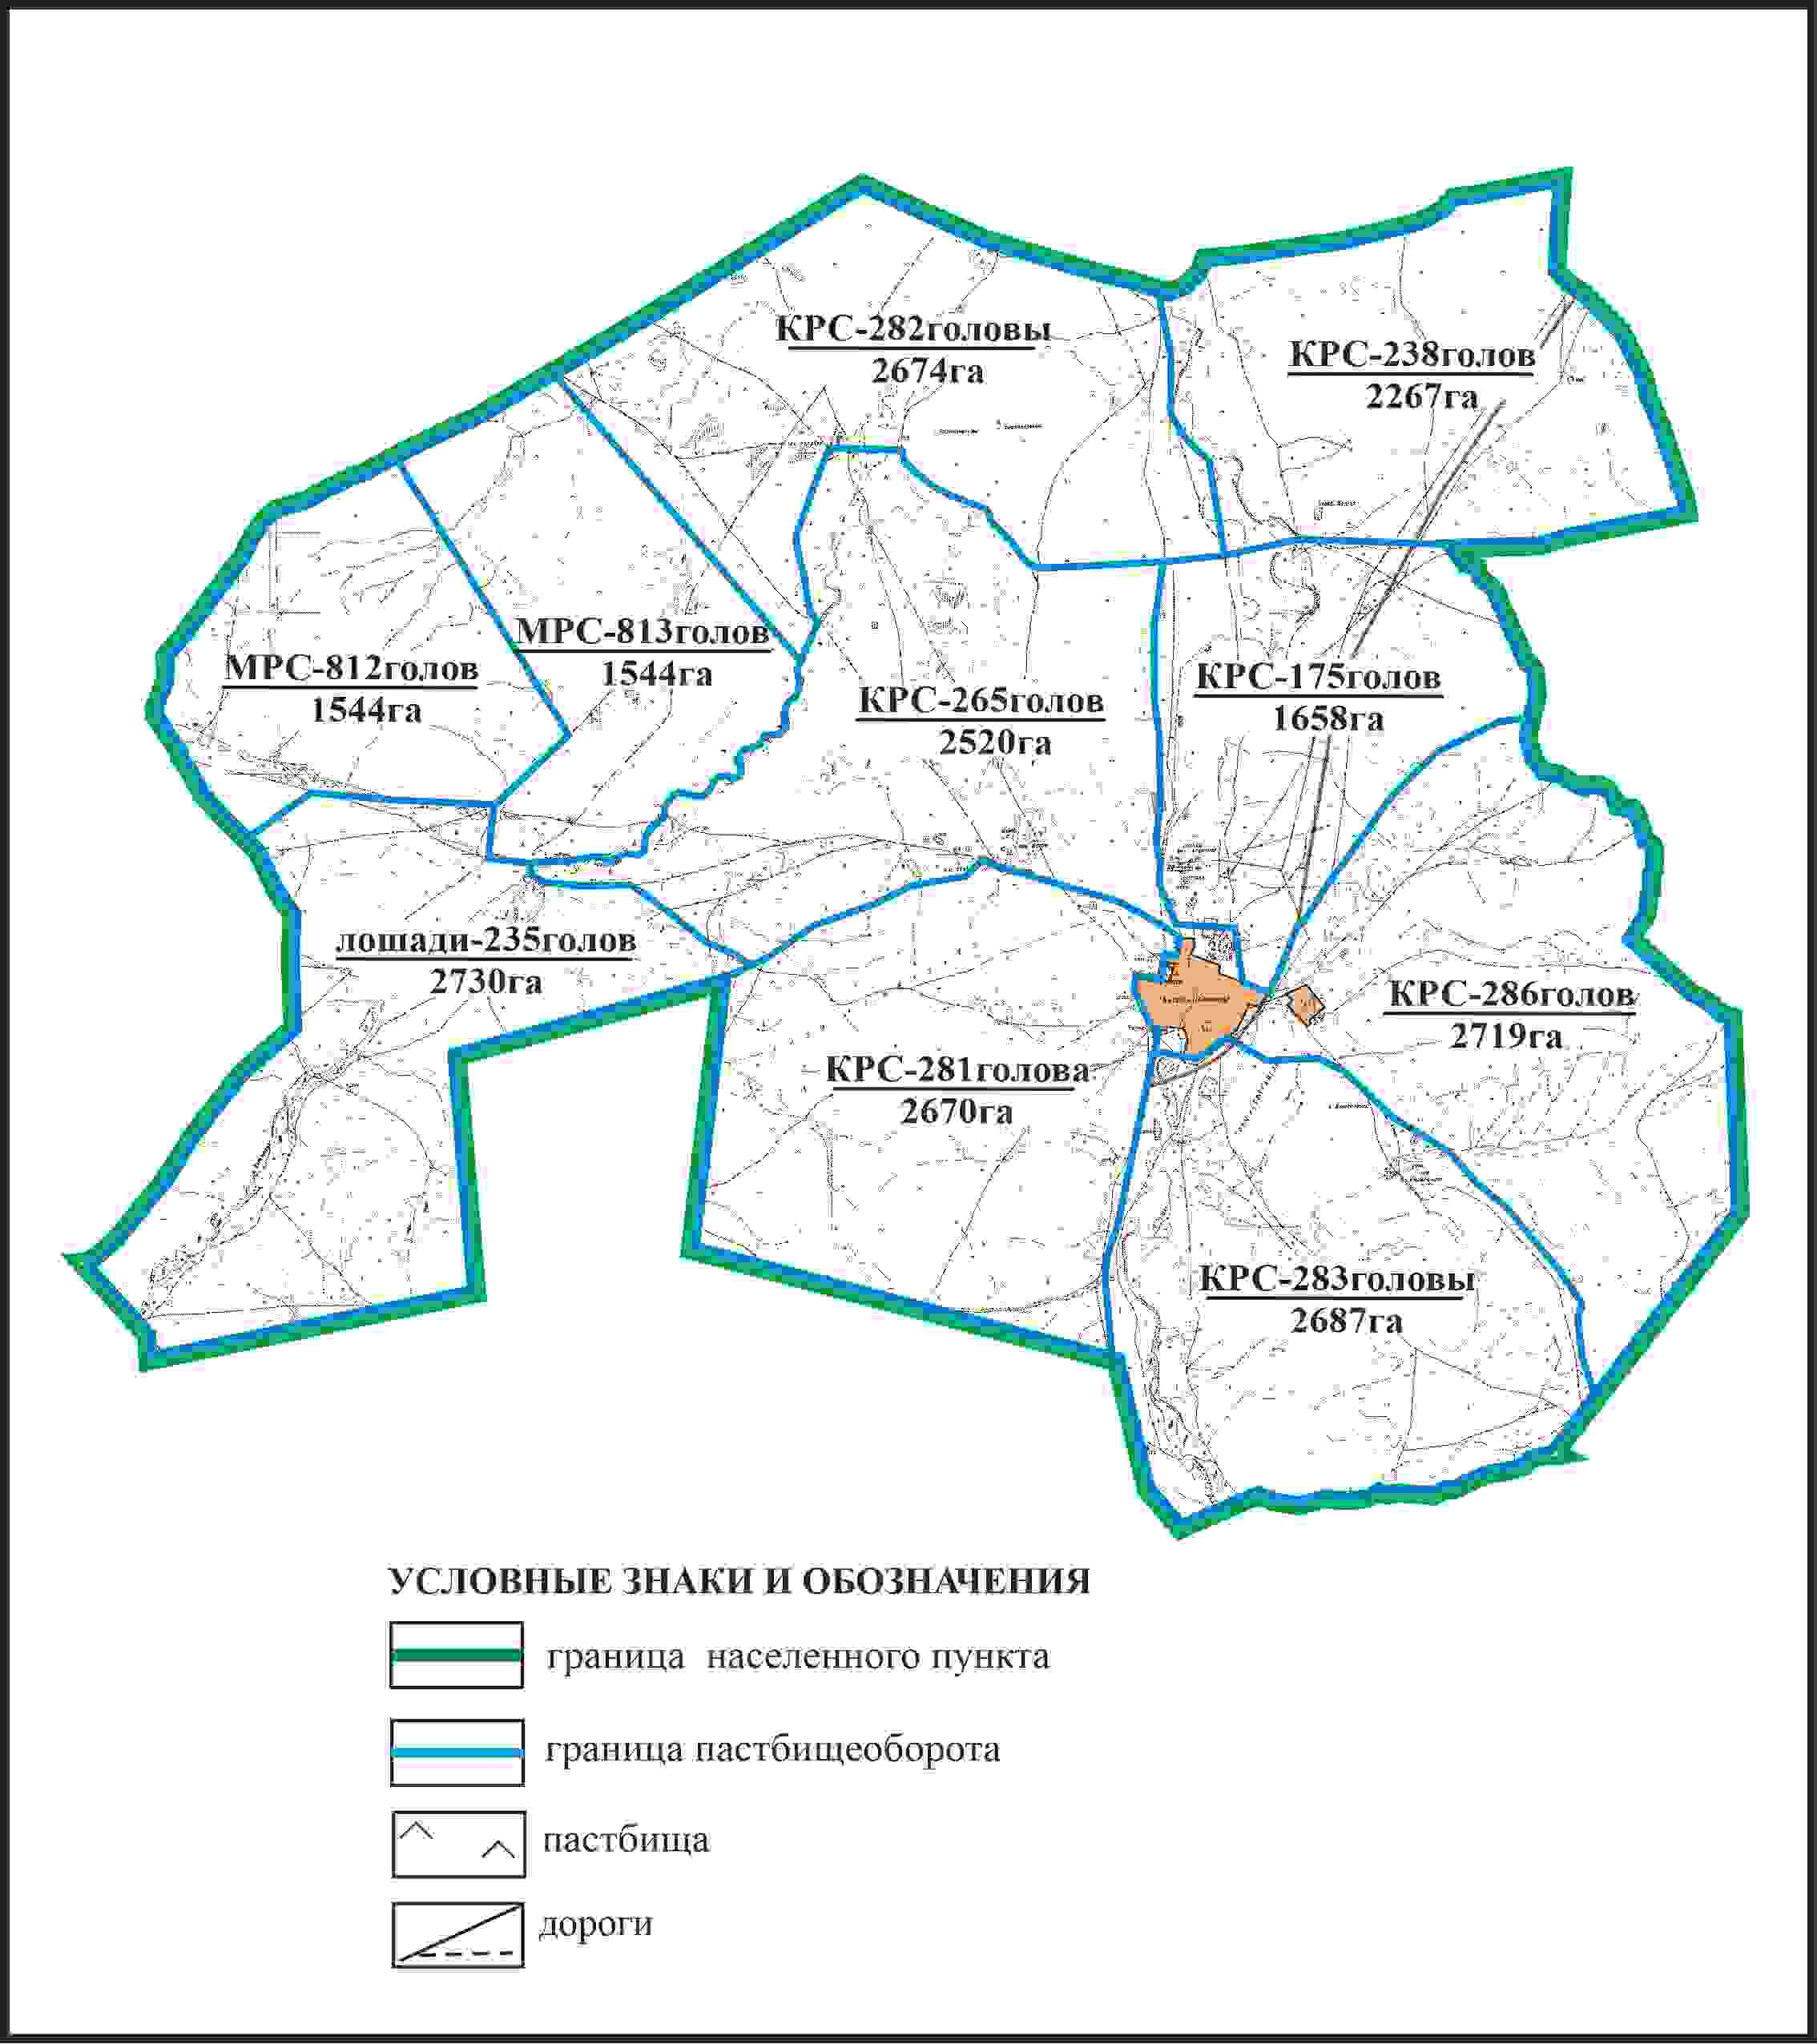 КРС-282головы
2674га
КРС-238голов
2267га
МРС-813голов
1544га
МРС-812голов
1544га
КРС-265голов
2520га
КРС-175голов
1658га
лошади-235голов
2730га
КРС-286голов
2719га
КРС-281голова
2670га
КРС-283головы
2687га
УСЛОВНЫЕ ЗНАКИ И ОБОЗНАЧЕНИЯ
граница населенного пункта
граница пастбищеоборота
пастбища
дороги